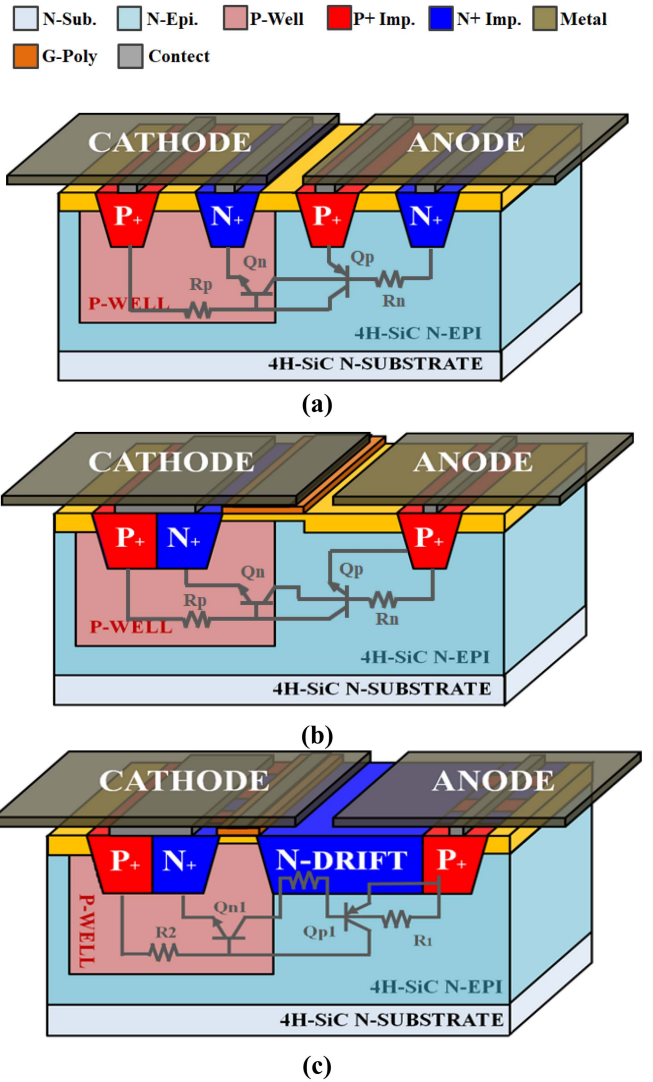 N-Sub. N-Epi. P-Well P+ Imp. N+ Imp. Metal
G-Poly Contect
CATHODE ANODE
P+ N+ P+ N+
Qn Qp
Rp Rn
P-WELL
4H-SiC N-EPI
4H-SiC N-SUBSTRATE
(a)
CATHODE ANODE
P+ N+ P+
Qn Qp
Rp Rn
P-WELL
4H-SiC N-EPI
4H-SiC N-SUBSTRATE
(b)
CATHODE ANODE
P+ N+ N-DRIFT P+
P-WELL
Qn1
R2 Qp1 R1
4H-SiC N-EPI
4H-SiC N-SUBSTRATE
(c)